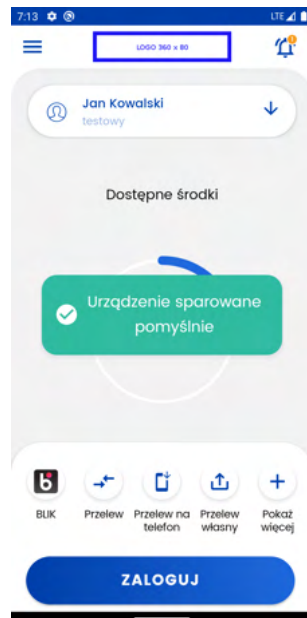 7:13 LTE
LOGO 360 x 80
Jan Kowalski
testowy
Dostępne środki
Urządzenie sparowane
pomyślnie
BLIK
Przelew
Przelew na
telefon
Przelew
własny
Pokaż
więcej
ZALOGUJ